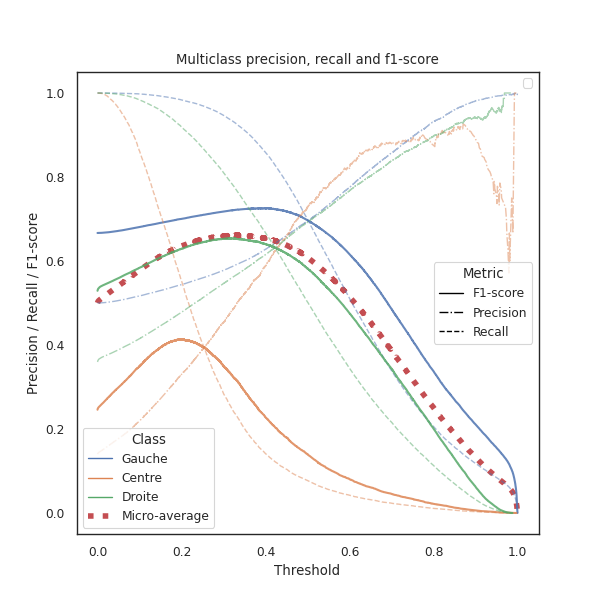 Multiclass precision, recall and f1-score
Precision / Recall / F1-score
1.0
0.8
0.6
0.4
0.2
0.0
Metric
F1-score
Precision
Recall
Class
Gauche
Centre
Droite
Micro-average
0.0 0.2 0.4 0.6 0.8 1.0
Threshold